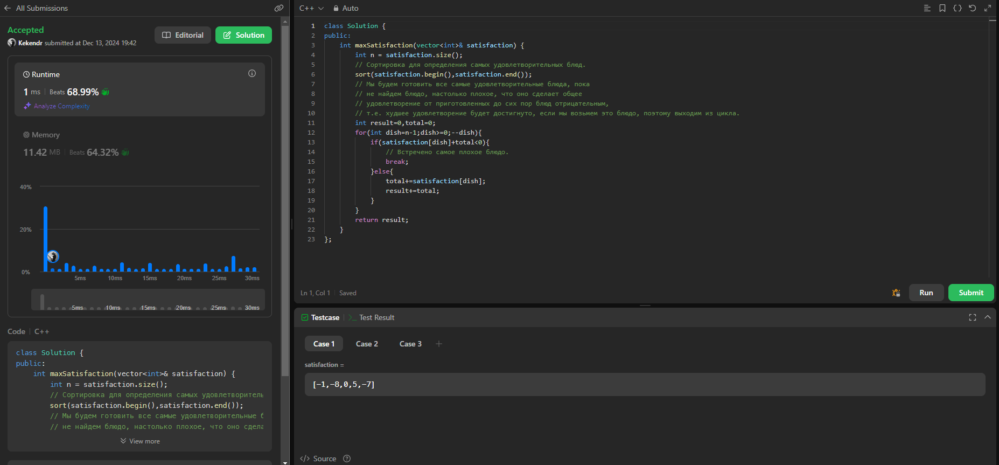 All Submissions
Accepted
Kekendr submitted at Dec 13, 2024 19:42
Editorial
Solution
Runtime
1 ms | Beats 68.99%
Analyze Complexity
Memory
11.42 MB | Beats 64.32%
40%
20%
0%
5ms 10ms 15ms 20ms 25ms 30ms
5ms 10ms 15ms 20ms 25ms 30ms
Code | C++
class Solution {
public:
    int maxSatisfaction(vector<int>& satisfaction) {
        int n = satisfaction.size();
        // Сортировка для определения самых удовлетворитель
        sort(satisfaction.begin(),satisfaction.end());
        // Мы будем готовить все самые удовлетворительные б
        // не найдем блюдо, настолько плохое, что оно сдела
View more
C++ Auto
1 class Solution {
2 public:
3     int maxSatisfaction(vector<int>& satisfaction) {
4         int n = satisfaction.size();
5         // Сортировка для определения самых удовлетворительных блюд.
6         sort(satisfaction.begin(),satisfaction.end());
7         // Мы будем готовить все самые удовлетворительные блюда, пока
8         // не найдем блюдо, настолько плохое, что оно сделает общее
9         // удовлетворение от приготовленных до сих пор блюд отрицательным,
10         // т.е. худшее удовлетворение будет достигнуто, если мы возьмем это блюдо, поэтому выходим из цикла.
11         int result=0,total=0;
12         for(int dish=n-1;dish>=0;--dish){
13             if(satisfaction[dish]+total<0){
14                 // Встречено самое плохое блюдо.
15                 break;
16             }else{
17                 total+=satisfaction[dish];
18                 result+=total;
19             }
20         }
21         return result;
22     }
23 };
Ln 1, Col 1 | Saved
Run
Submit
Testcase | >_ Test Result
Case 1 Case 2 Case 3 +
satisfaction =
[-1,-8,0,5,-7]
</> Source